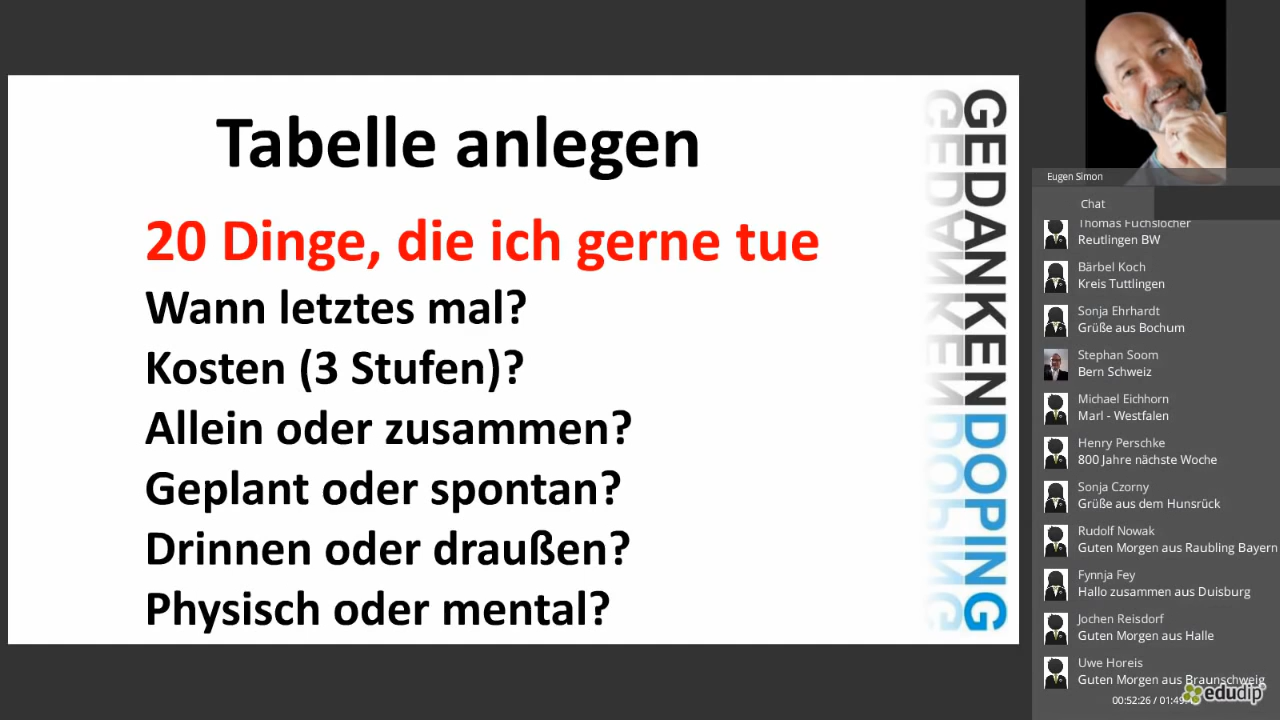 Tabelle anlegen
20 Dinge, die ich gerne tue
Wann letztes mal?
Kosten (3 Stufen)?
Allein oder zusammen?
Geplant oder spontan?
Drinnen oder draußen?
Physisch oder mental?
GEDANKENDOPING
Eugen Simon
Chat
Thomas Fuchslocher
Reutlingen BW
Bärbel Koch
Kreis Tuttlingen
Sonja Ehrhardt
Grüße aus Bochum
Stephan Soom
Bern Schweiz
Michael Eichhorn
Marl - Westfalen
Henry Perschke
800 Jahre nächste Woche
Sonja Czorny
Grüße aus dem Hunsrück
Rudolf Nowak
Guten Morgen aus Raubling Bayern
Fynnja Fey
Hallo zusammen aus Duisburg
Jochen Reisdorf
Guten Morgen aus Halle
Uwe Horeis
Guten Morgen aus Braunschweig
00:52:26 / 01:49:
edudip